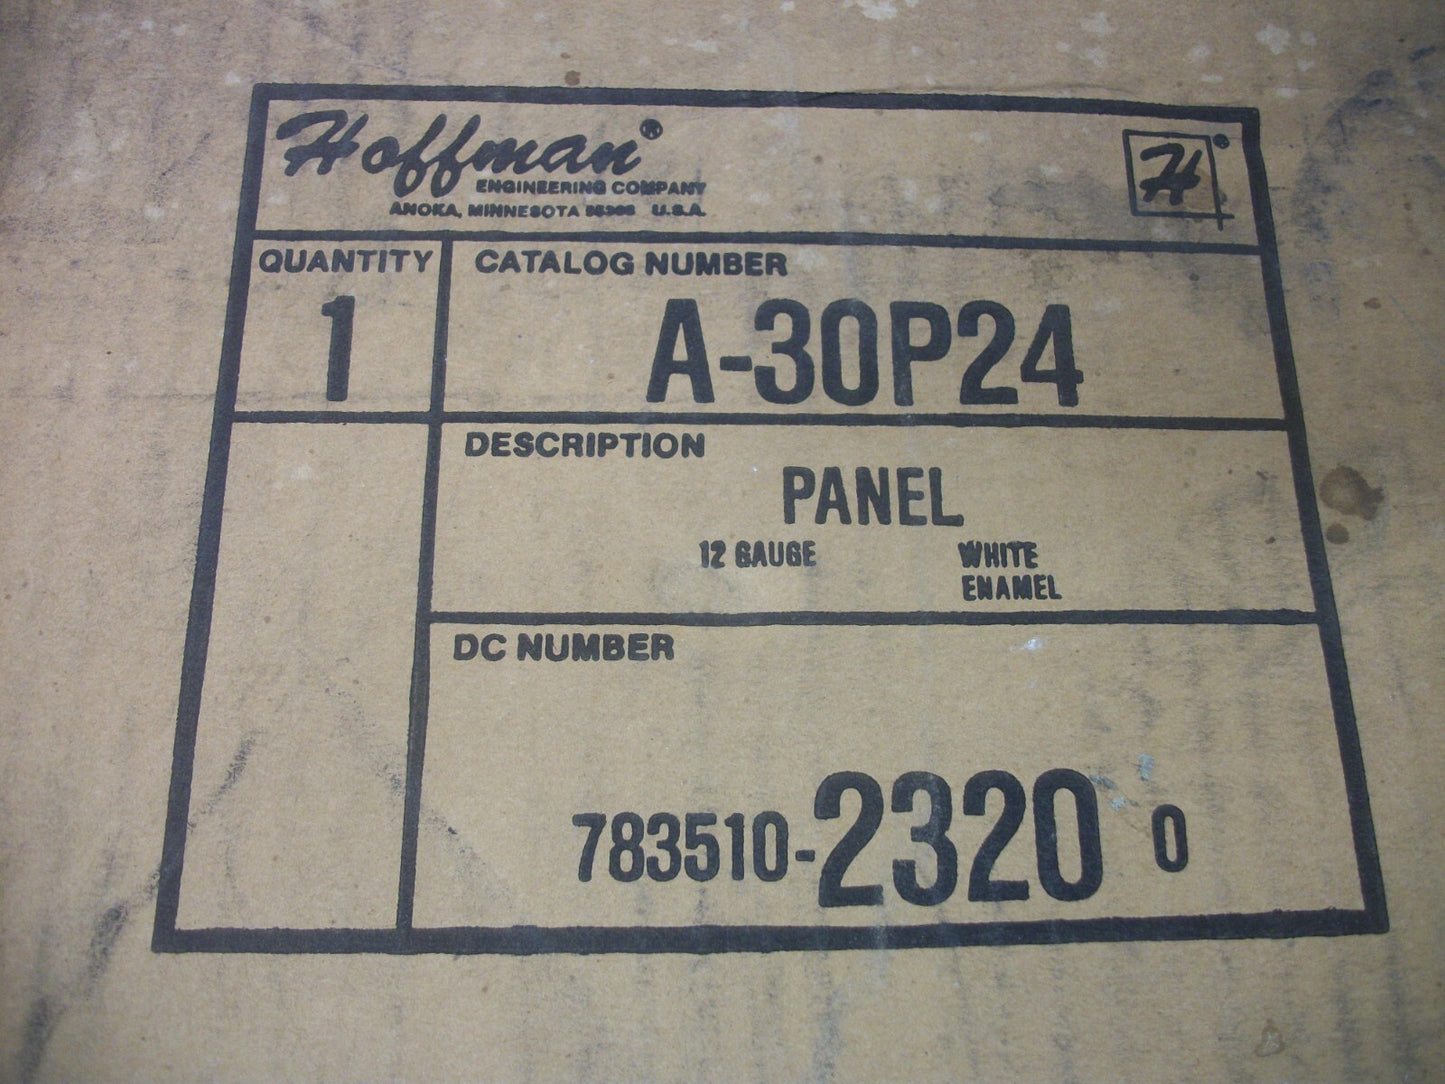 Hoffman®
ENGINEERING COMPANY
ANOKA, MINNESOTA U.S.A.
H®
QUANTITY
1
CATALOG NUMBER
A-30P24
DESCRIPTION
PANEL
12 GAUGE WHITE
ENAMEL
DC NUMBER
783510-2320 0